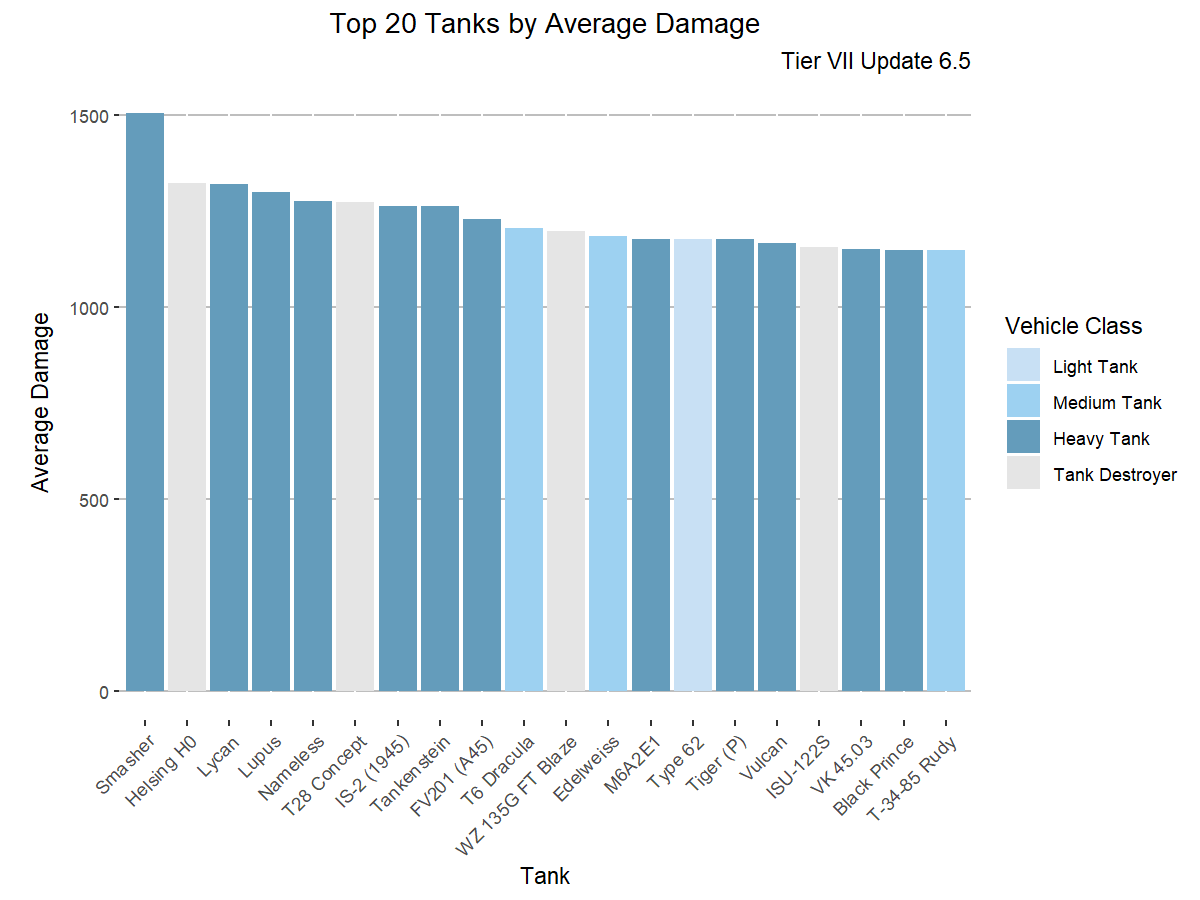 Top 20 Tanks by Average Damage
Tier VII Update 6.5
Average Damage
1500
1000
500
0
Smasher
Helsing H0
Lycan
Lupus
Nameless
T28 Concept
IS-2 (1945)
Tankenstein
FV201 (A45)
T6 Dracula
WZ 135G FT Blaze
Edelweiss
M6A2E1
Type 62
Tiger (P)
Vulcan
ISU-122S
VK 45.03
Black Prince
T-34-85 Rudy
Tank
Vehicle Class
Light Tank
Medium Tank
Heavy Tank
Tank Destroyer